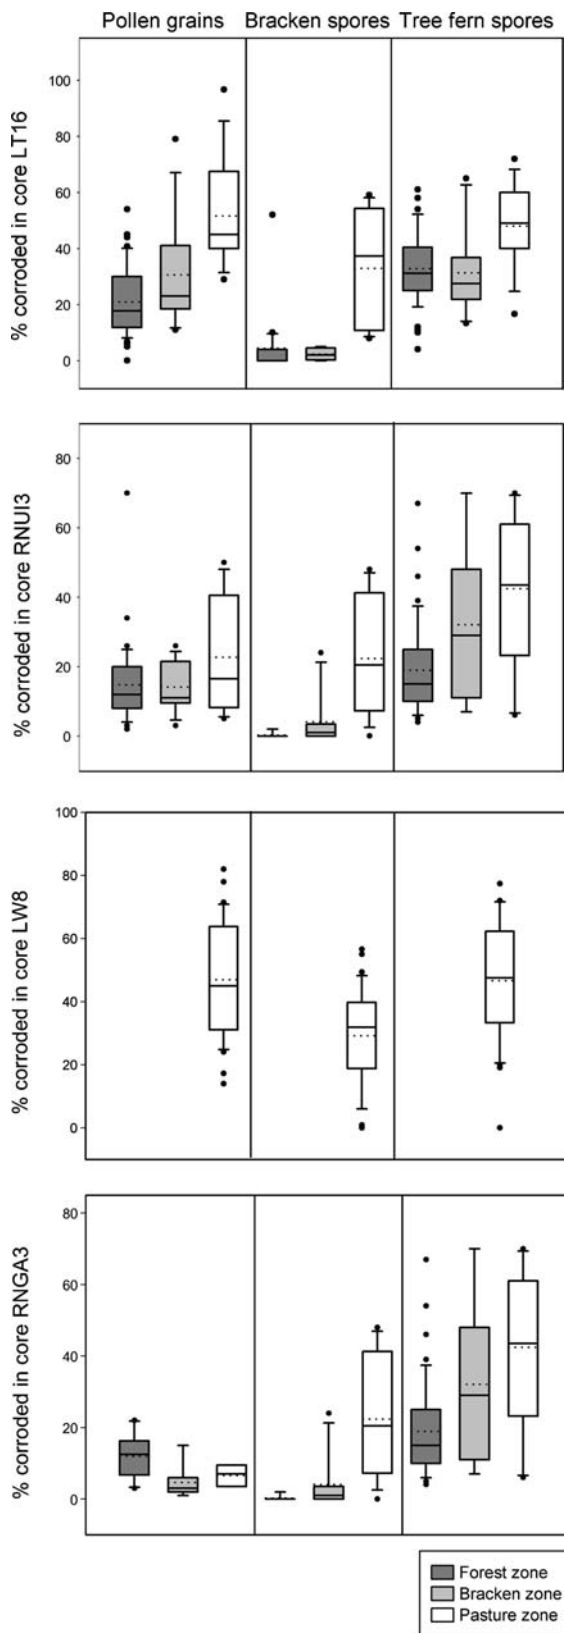 Pollen grains Bracken spores Tree fern spores
% corroded in core LT16
100
80
60
40
20
0
% corroded in core RNUI3
80
60
40
20
0
% corroded in core LW8
100
80
60
40
20
0
% corroded in core RNGA3
80
60
40
20
0
Forest zone
Bracken zone
Pasture zone